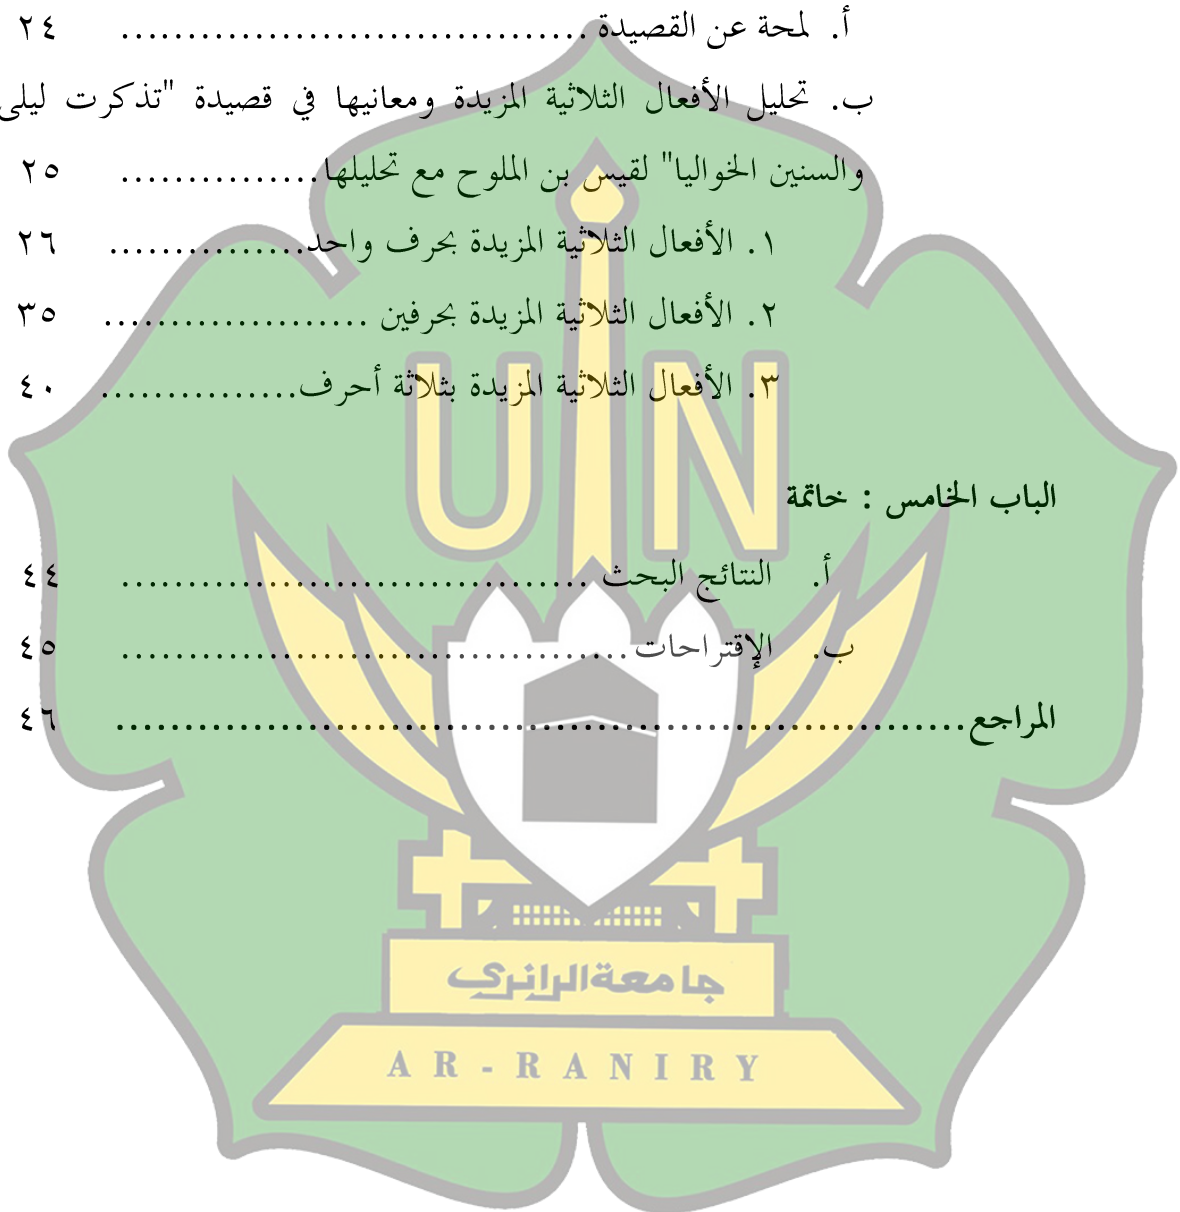 أ. لمحة عن القصيدة ................................... ٢٤
ب. تحليل الأفعال الثلاثية المزيدة ومعانيها في قصيدة "تذكرت ليلى
والسنين الخواليا" لقيس بن الملوح مع تحليلها............... ٢٥
١. الأفعال الثلاثية المزيدة بحرف واحد............... ٢٦
٢. الأفعال الثلاثية المزيدة بحرفين .................... ٣٥
٣. الأفعال الثلاثية المزيدة بثلاثة أحرف............... ٤٠
UIN
الباب الخامس : خاتمة
أ. النتائج البحث ................................... ٤٤
ب. الإقتراحات...................................... ٤٥
المراجع............................................................... ٤٦
جامعة الرانري
AR-RANIRY